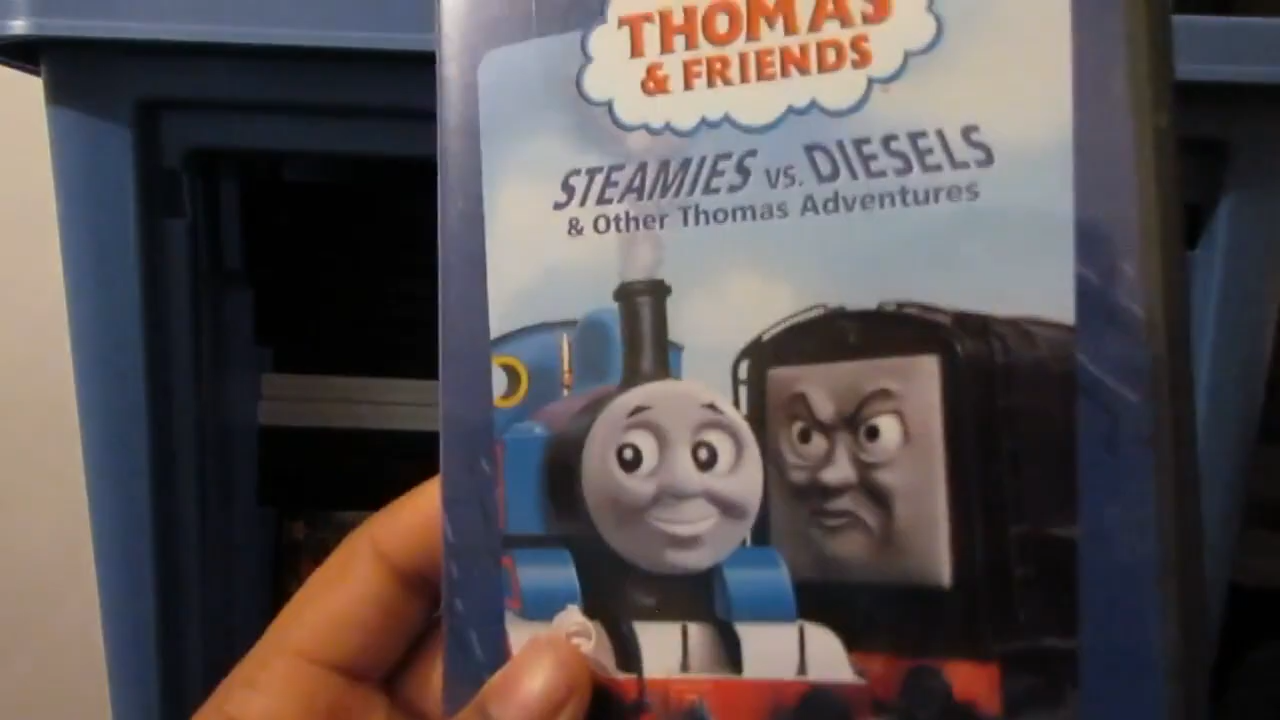 THOMAS
& FRIENDS
STEAMIES vs. DIESELS
& Other Thomas Adventures